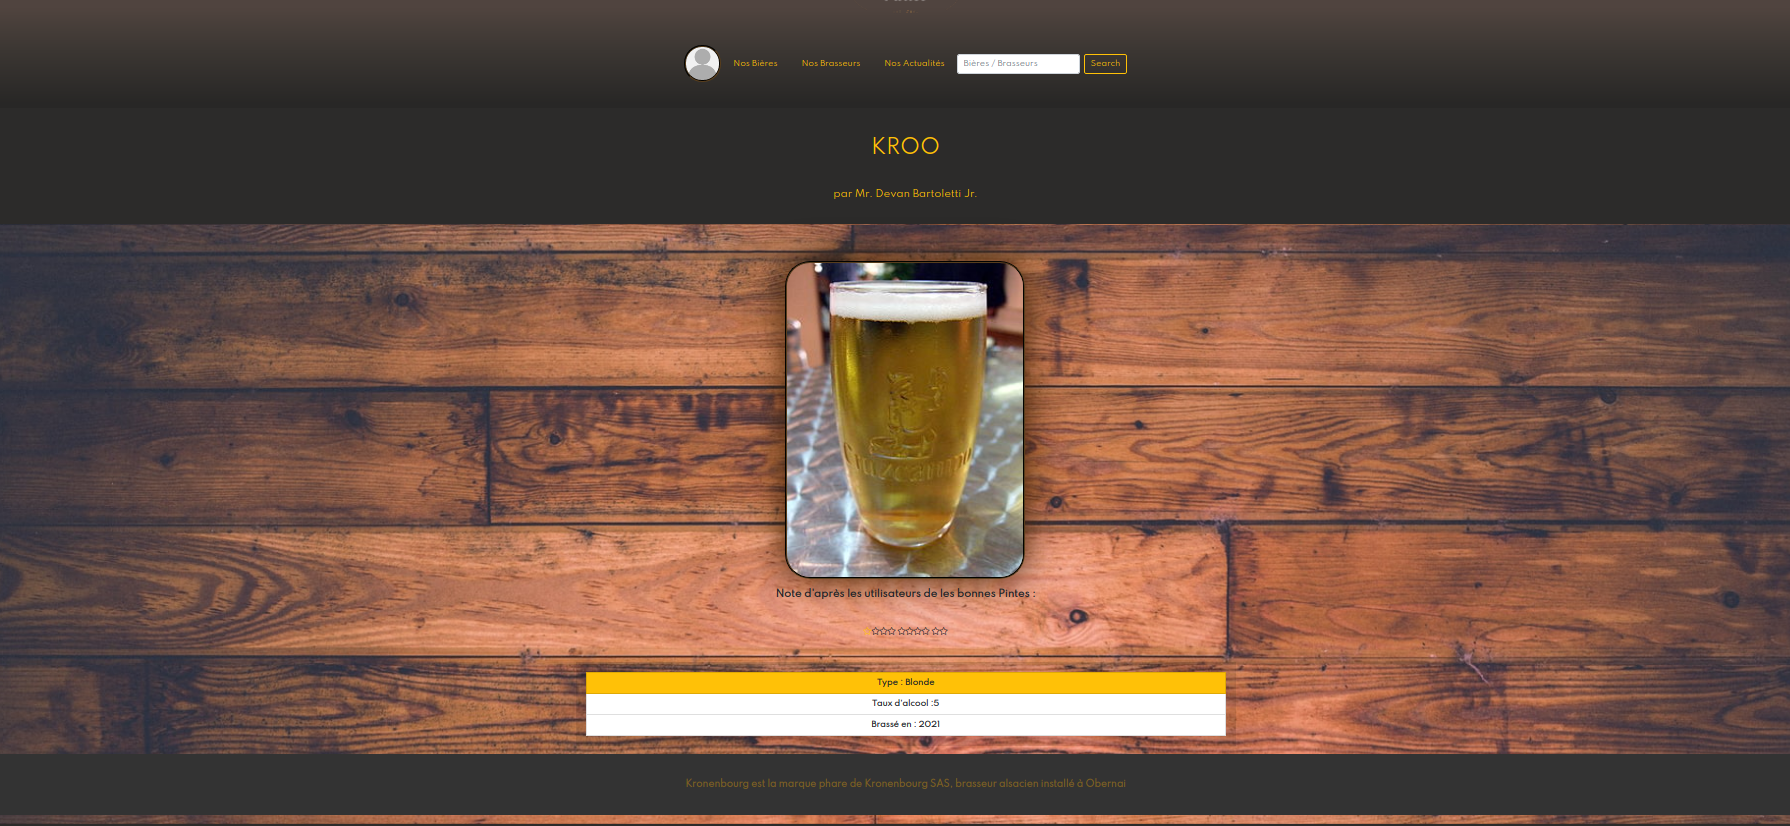 Nos Bières
Nos Brasseurs
Nos Actualités
Bières / Brasseurs
Search
KROO
par Mr. Devan Bartoletti Jr.
Note d'après les utilisateurs de les bonnes Pintes :
Type : Blonde
Taux d'alcool :5
Brassé en : 2021
Kronenbourg est la marque phare de Kronenbourg SAS, brasseur alsacien installé à Obernai